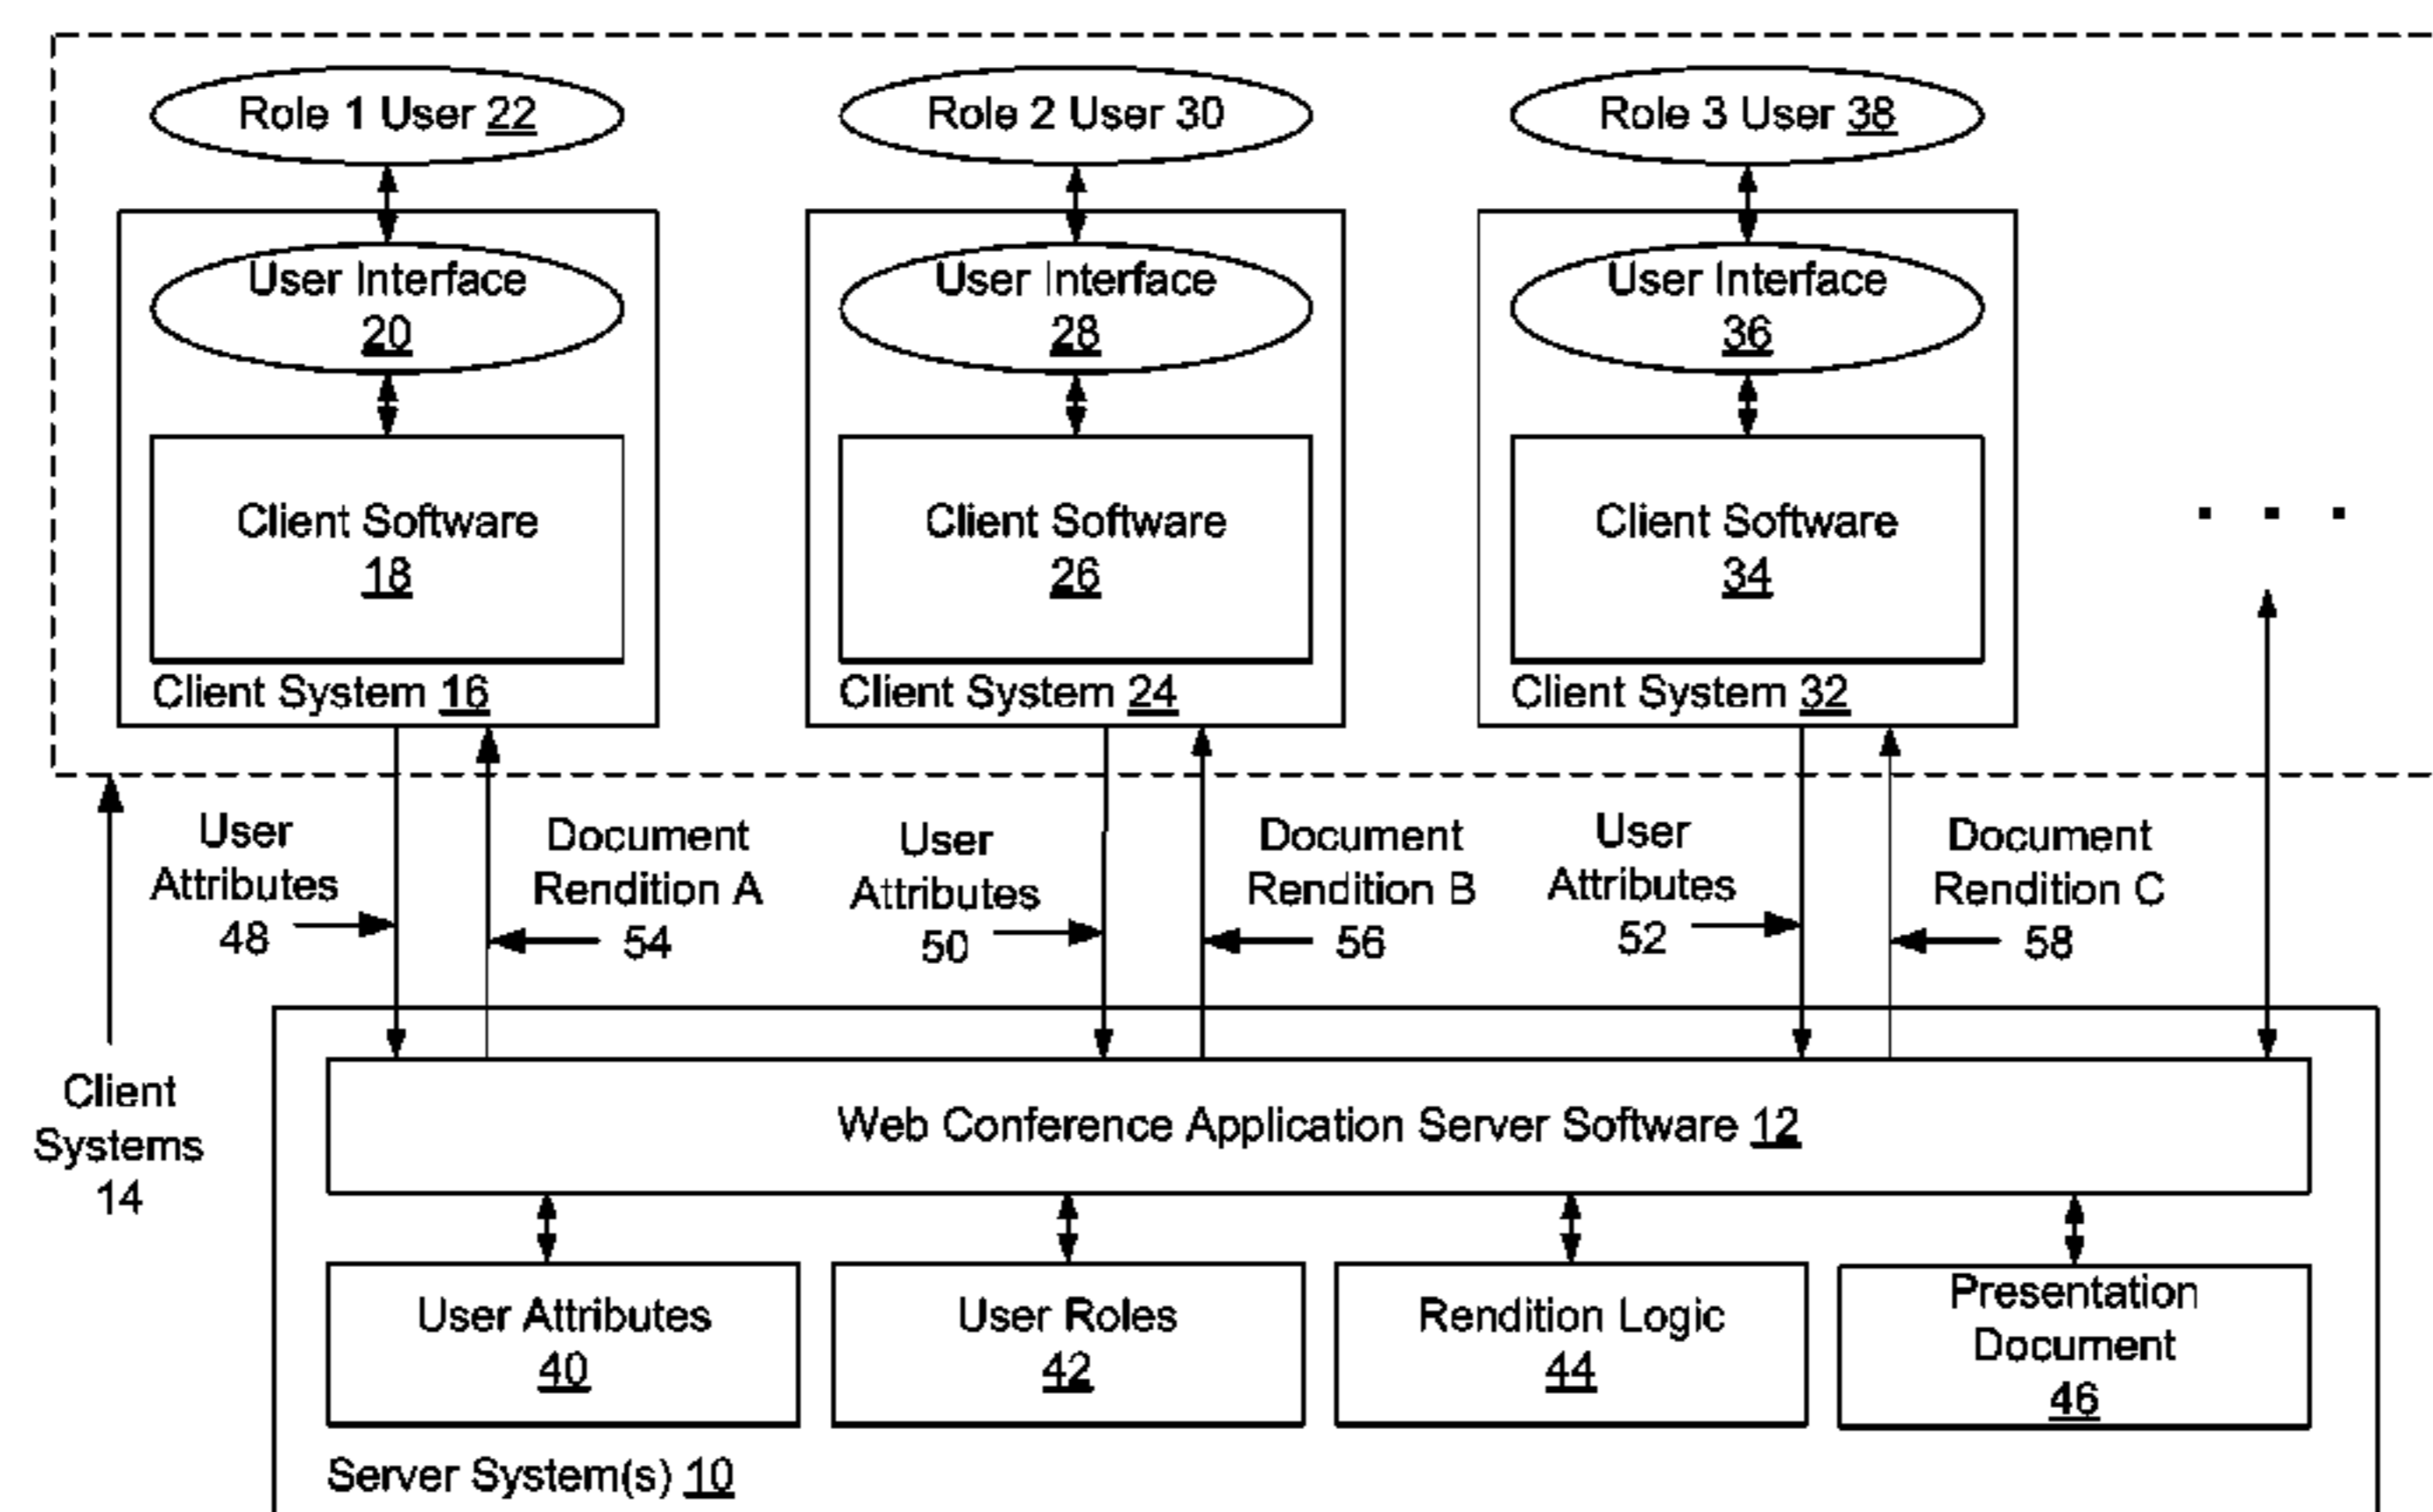 Role 1 User 22
Role 2 User 30
Role 3 User 38
User Interface
20
User Interface
28
User Interface
36
Client Software
18
Client Software
26
Client Software
34
. . .
Client System 16
Client System 24
Client System 32
User
Attributes
48
Document
Rendition A
54
User
Attributes
50
Document
Rendition B
56
User
Attributes
52
Document
Rendition C
58
Client
Systems
14
Web Conference Application Server Software 12
User Attributes
40
User Roles
42
Rendition Logic
44
Presentation
Document
46
Server System(s) 10